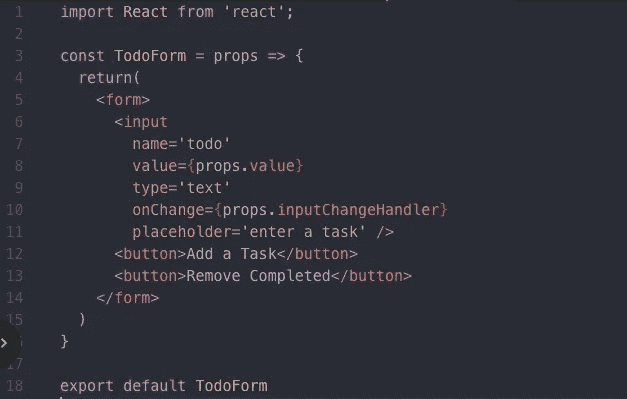 1 import React from 'react';
2
3 const TodoForm = props => {
4 return(
5 <form>
6 <input
7 name='todo'
8 value={props.value}
9 type='text'
10 onChange={props.inputChangeHandler}
11 placeholder='enter a task' />
12 <button>Add a Task</button>
13 <button>Remove Completed</button>
14 </form>
15 )
}
17
18 export default TodoForm